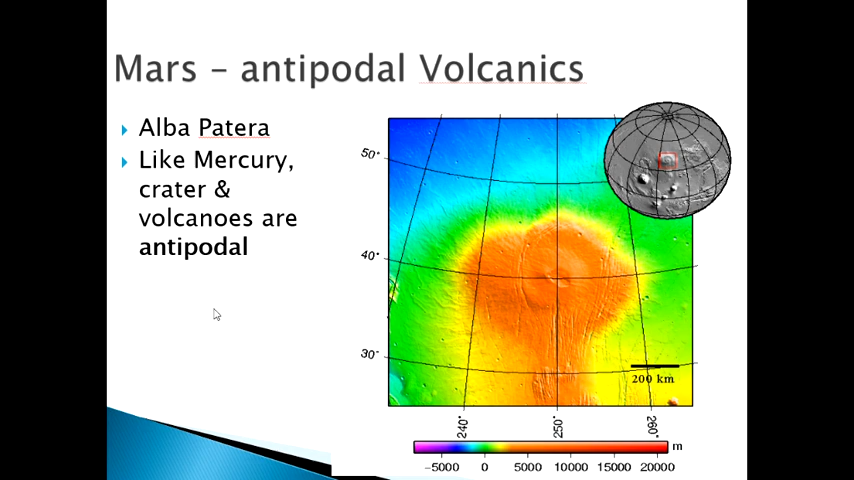 Mars – antipodal Volcanics
Alba Patera
Like Mercury,
crater &
volcanoes are
antipodal
50°
40°
30°
200 km
240°
250°
260°
m
-5000 0 5000 10000 15000 20000